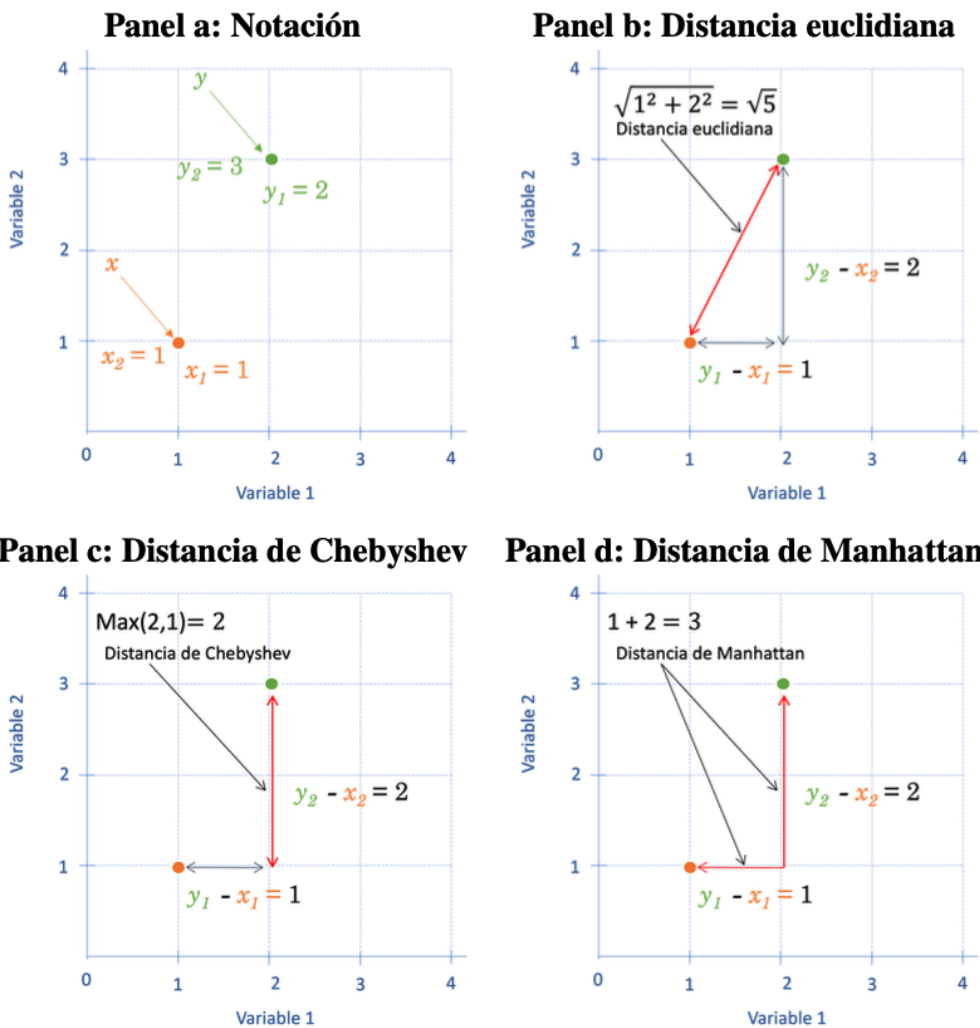 Panel a: Notación
4
3
2
1
0
1
2
3
4
Variable 2
Variable 1
y
y₂ = 3
y₁ = 2
x
x₂ = 1
x₁ = 1
Panel b: Distancia euclidiana
4
3
2
1
0
1
2
3
4
Variable 2
Variable 1
√1² + 2² = √5
Distancia euclidiana
y₂ - x₂ = 2
y₁ - x₁ = 1
Panel c: Distancia de Chebyshev
4
3
2
1
0
1
2
3
4
Variable 2
Variable 1
Max(2,1)= 2
Distancia de Chebyshev
y₂ - x₂ = 2
y₁ - x₁ = 1
Panel d: Distancia de Manhattan
4
3
2
1
0
1
2
3
4
Variable 2
Variable 1
1 + 2 = 3
Distancia de Manhattan
y₂ - x₂ = 2
y₁ - x₁ = 1